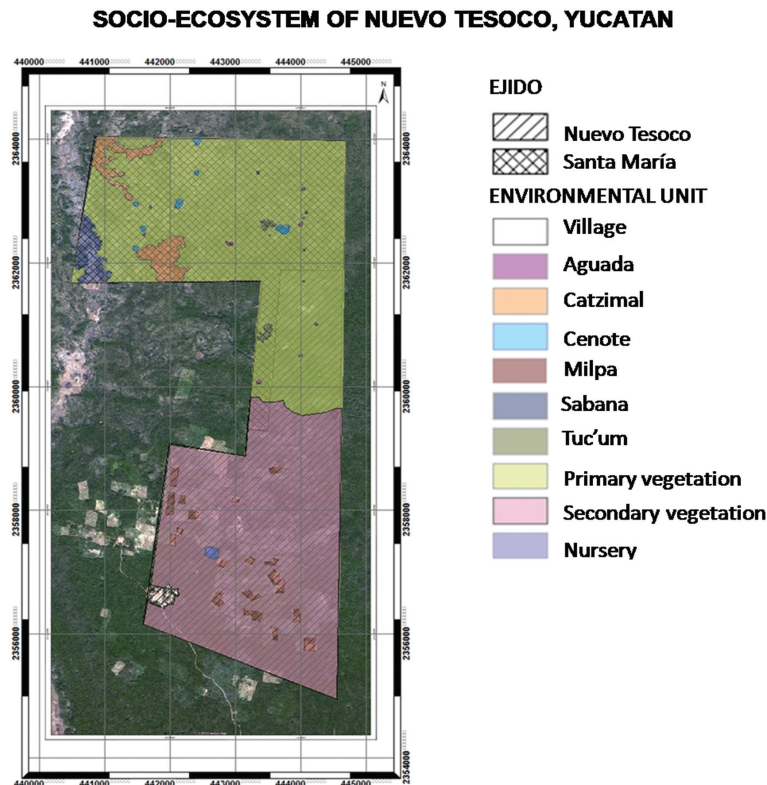 SOCIO-ECOSYSTEM OF NUEVO TESOCO, YUCATAN
440000 441000 442000 443000 444000 445000
N
2364000
2362000
2360000
2358000
2356000
2364000
2362000
2360000
2358000
2356000
2354000
440000 441000 442000 443000 444000 445000
EJIDO
Nuevo Tesoco
Santa María
ENVIRONMENTAL UNIT
Village
Aguada
Catzimal
Cenote
Milpa
Sabana
Tuc’um
Primary vegetation
Secondary vegetation
Nursery